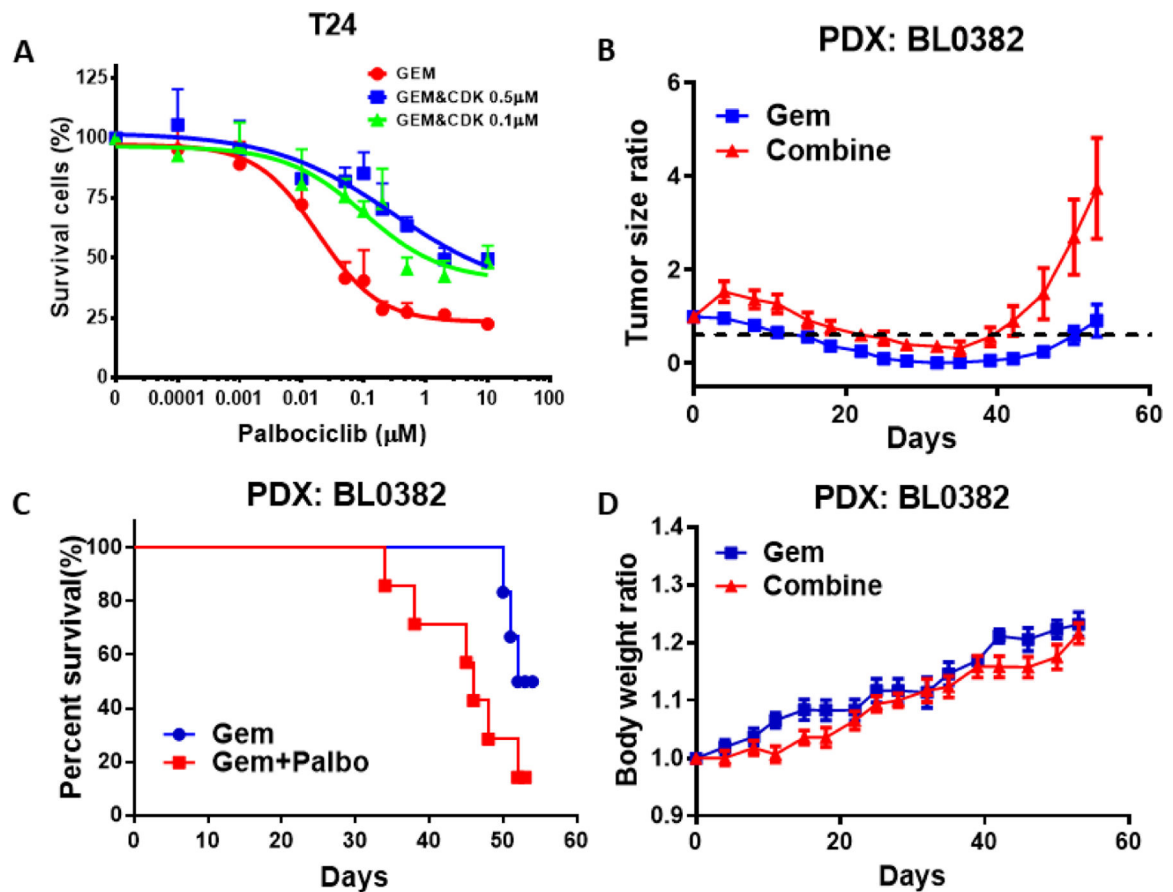 A
T24
Survival cells (%)
125
100
75
50
25
0
GEM
GEM&CDK 0.5μM
GEM&CDK 0.1μM
0 0.0001 0.001 0.01 0.1 1 10 100
Palbociclib (μM)
B
PDX: BL0382
Tumor size ratio
6
4
2
0
Gem
Combine
0 20 40 60
Days
C
PDX: BL0382
Percent survival(%)
100
80
60
40
20
0
Gem
Gem+Palbo
0 10 20 30 40 50 60
Days
D
PDX: BL0382
Body weight ratio
1.4
1.3
1.2
1.1
1.0
0.9
Gem
Combine
0 20 40 60
Days